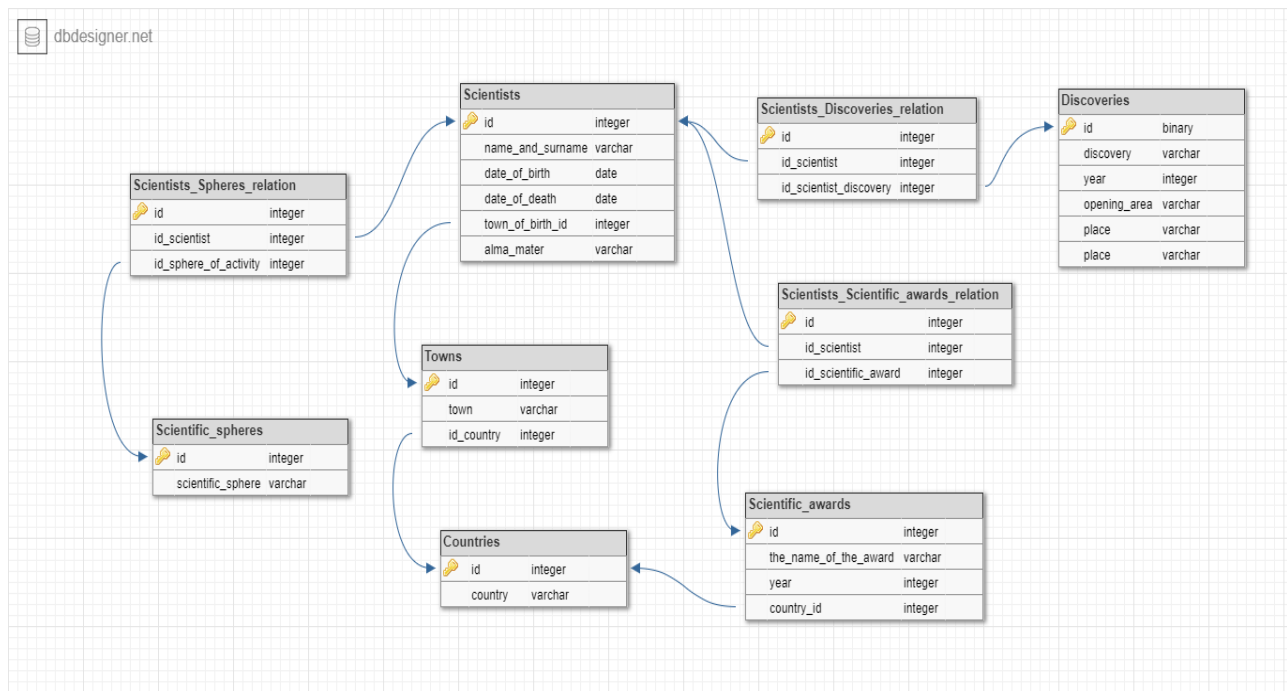 dbdesigner.net
Scientists
id integer
name_and_surname varchar
date_of_birth date
date_of_death date
town_of_birth_id integer
alma_mater varchar
Scientists_Discoveries_relation
id integer
id_scientist integer
id_scientist_discovery integer
Discoveries
id binary
discovery varchar
year integer
opening_area varchar
place varchar
place varchar
Scientists_Spheres_relation
id integer
id_scientist integer
id_sphere_of_activity integer
Scientists_Scientific_awards_relation
id integer
id_scientist integer
id_scientific_award integer
Towns
id integer
town varchar
id_country integer
Scientific_spheres
id integer
scientific_sphere varchar
Scientific_awards
id integer
the_name_of_the_award varchar
year integer
country_id integer
Countries
id integer
country varchar